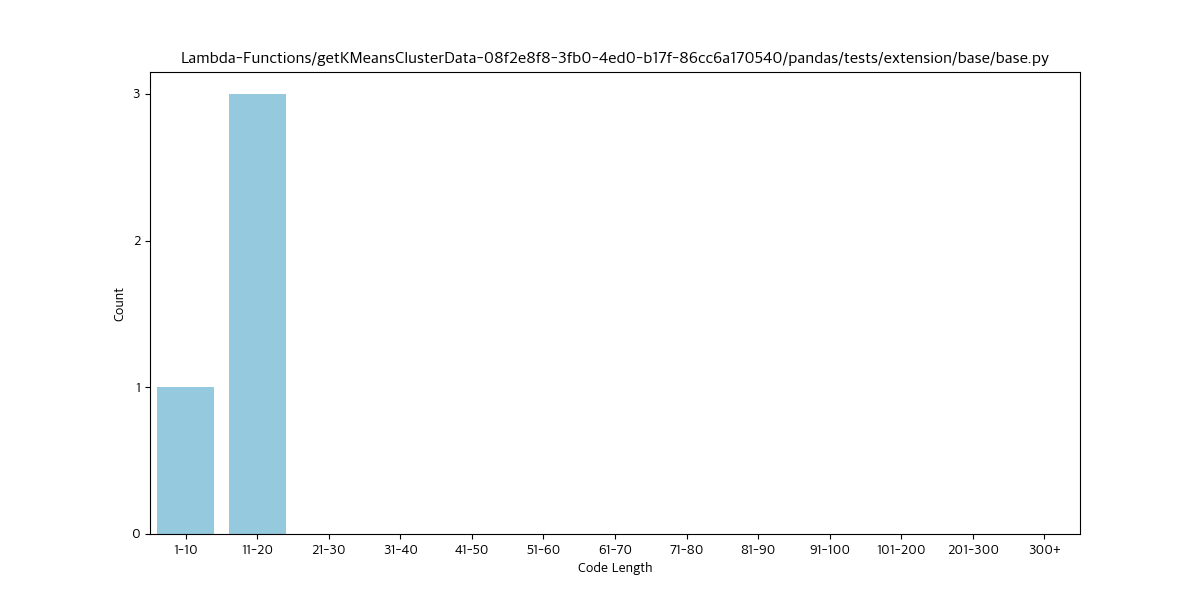 Lambda-Functions/getKMeansClusterData-08f2e8f8-3fb0-4ed0-b17f-86cc6a170540/pandas/tests/extension/base/base.py
3
2
1
0
Count
1-10 11-20 21-30 31-40 41-50 51-60 61-70 71-80 81-90 91-100 101-200 201-300 300+
Code Length